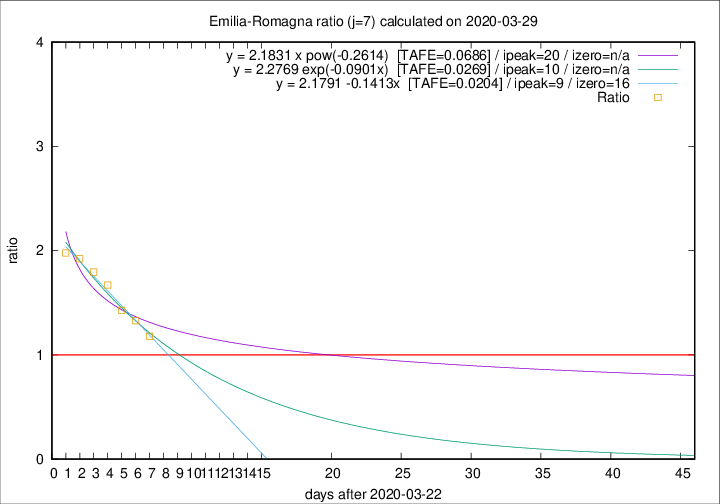 Emilia-Romagna ratio (j=7) calculated on 2020-03-29
y = 2.1831 x pow(-0.2614) [TAFE=0.0686] / ipeak=20 / izero=n/a
y = 2.2769 exp(-0.0901x) [TAFE=0.0269] / ipeak=10 / izero=n/a
y = 2.1791 -0.1413x [TAFE=0.0204] / ipeak=9 / izero=16
Ratio
4
3
2
1
0
ratio
0 1 2 3 4 5 6 7 8 9 10 11 12 13 14 15 20 25 30 35 40 45
days after 2020-03-22